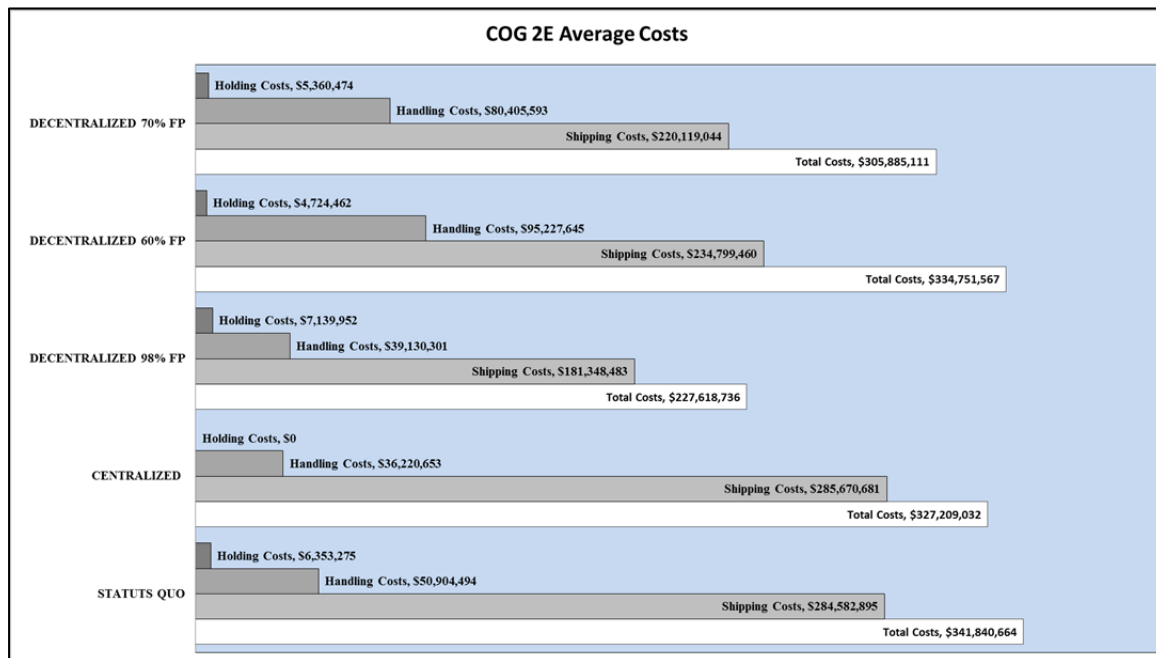 COG 2E Average Costs
Holding Costs, $5,360,474
Handling Costs, $80,405,593
DECENTRALIZED 70% FP
Shipping Costs, $220,119,044
Total Costs, $305,885,111
Holding Costs, $4,724,462
Handling Costs, $95,227,645
DECENTRALIZED 60% FP
Shipping Costs, $234,799,460
Total Costs, $334,751,567
Holding Costs, $7,139,952
Handling Costs, $39,130,301
DECENTRALIZED 98% FP
Shipping Costs, $181,348,483
Total Costs, $227,618,736
Holding Costs, $0
Handling Costs, $36,220,653
CENTRALIZED
Shipping Costs, $285,670,681
Total Costs, $327,209,032
Holding Costs, $6,353,275
Handling Costs, $50,904,494
STATUTS QUO
Shipping Costs, $284,582,895
Total Costs, $341,840,664